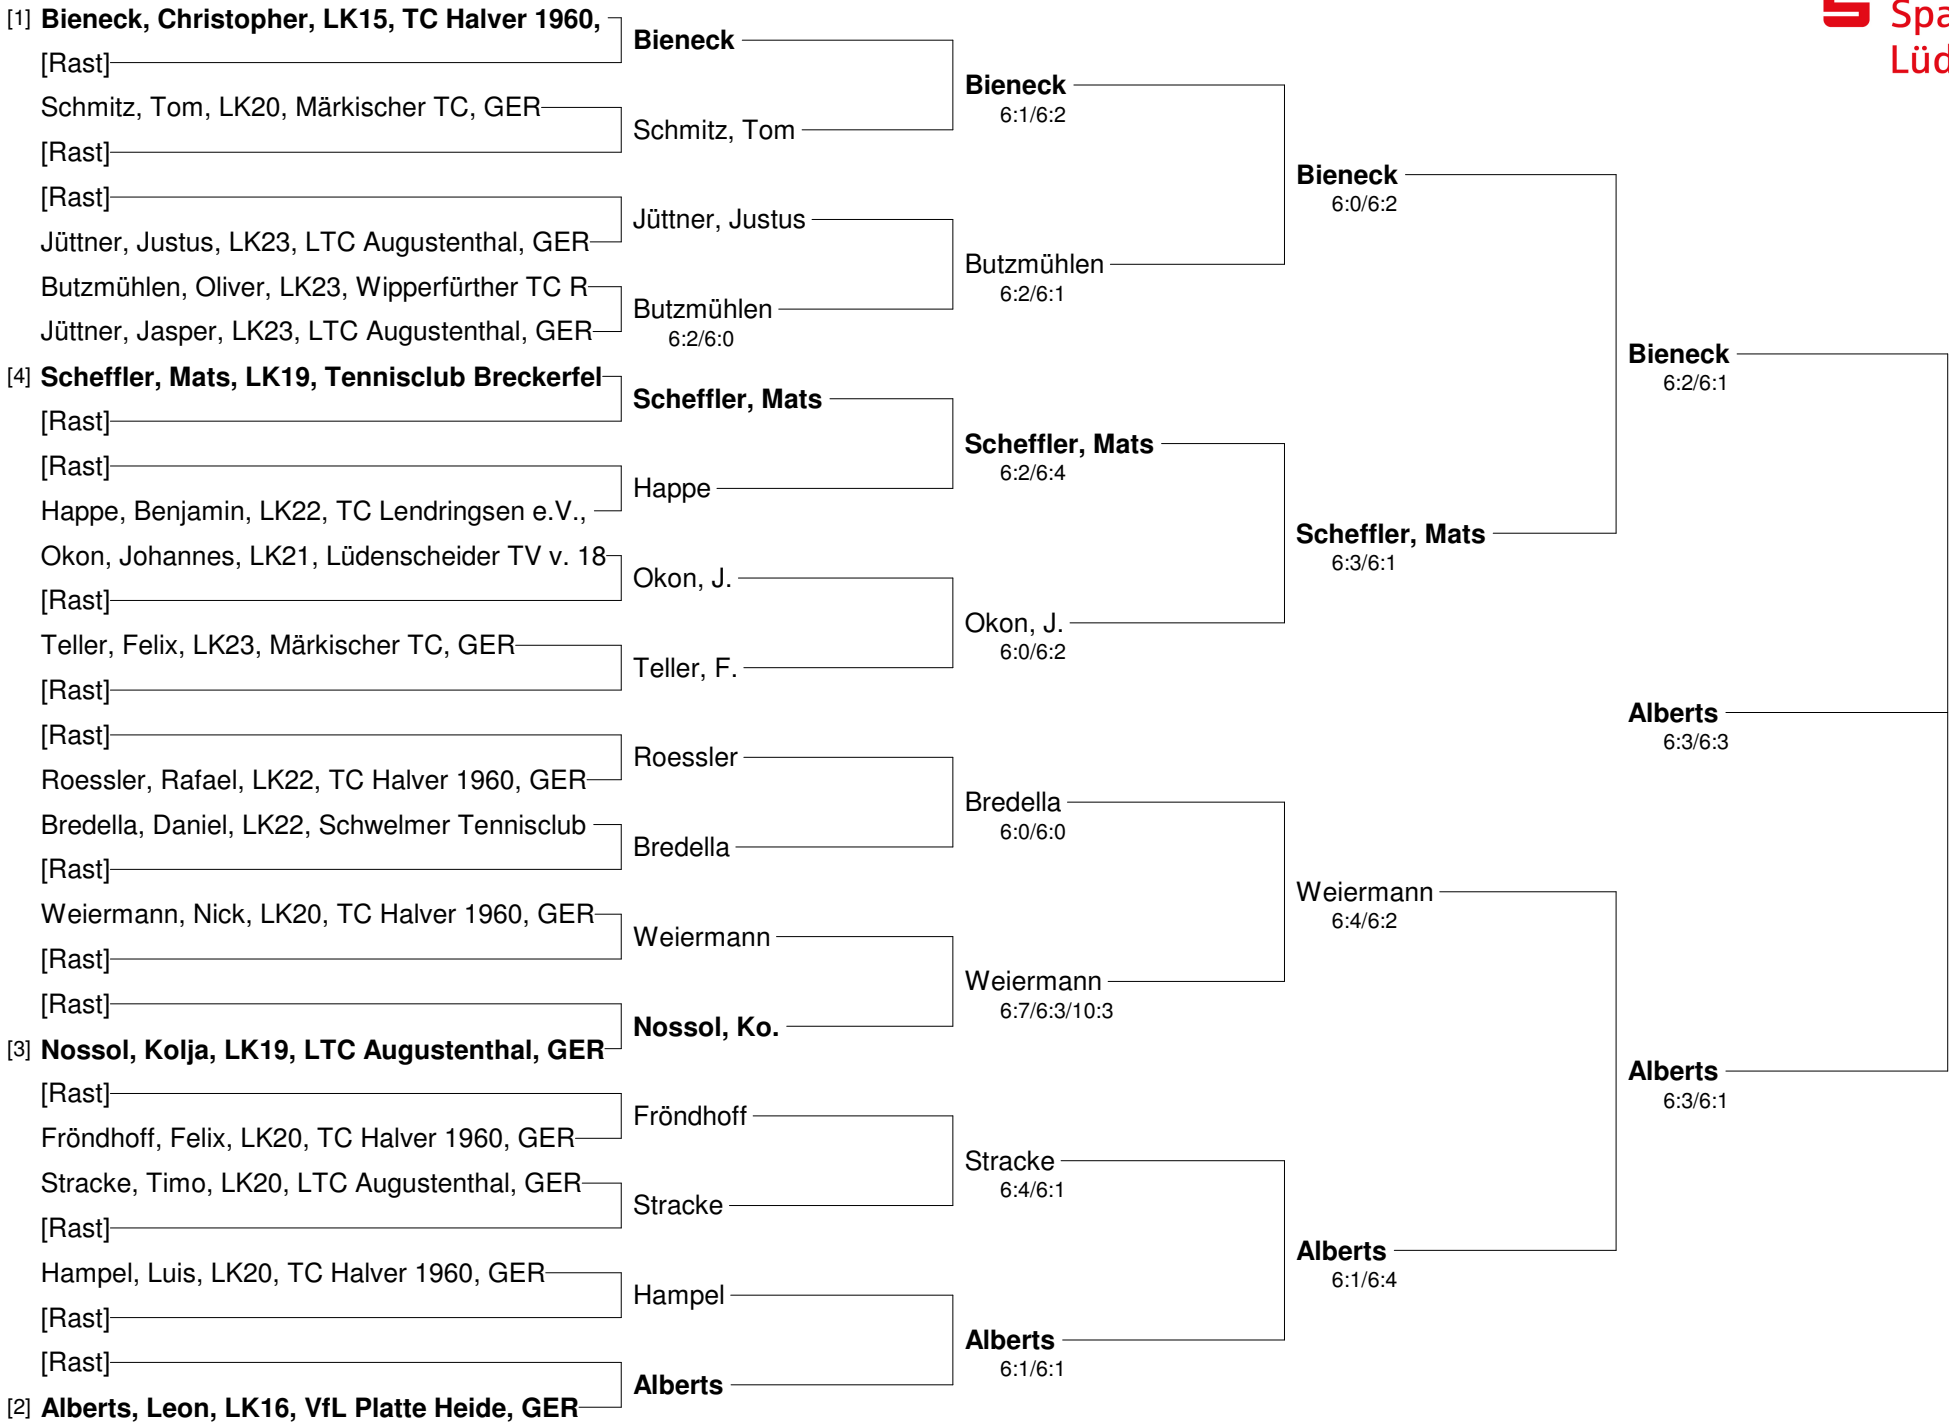 [1] Bieneck, Christopher, LK15, TC Halver 1960,
[Rast]
Schmitz, Tom, LK20, Märkischer TC, GER
[Rast]
[Rast]
Jüttner, Justus, LK23, LTC Augustenthal, GER
Butzmühlen, Oliver, LK23, Wipperfürther TC R
Jüttner, Jasper, LK23, LTC Augustenthal, GER
[4] Scheffler, Mats, LK19, Tennisclub Breckerfel
[Rast]
[Rast]
Happe, Benjamin, LK22, TC Lendringsen e.V.,
Okon, Johannes, LK21, Lüdenscheider TV v. 18
[Rast]
Teller, Felix, LK23, Märkischer TC, GER
[Rast]
[Rast]
Roessler, Rafael, LK22, TC Halver 1960, GER
Bredella, Daniel, LK22, Schwelmer Tennisclub
[Rast]
Weiermann, Nick, LK20, TC Halver 1960, GER
[Rast]
[Rast]
[3] Nossol, Kolja, LK19, LTC Augustenthal, GER
[Rast]
Fröndhoff, Felix, LK20, TC Halver 1960, GER
Stracke, Timo, LK20, LTC Augustenthal, GER
[Rast]
Hampel, Luis, LK20, TC Halver 1960, GER
[Rast]
[Rast]
[2] Alberts, Leon, LK16, VfL Platte Heide, GER
Bieneck
Schmitz, Tom
Jüttner, Justus
Butzmühlen
6:2/6:0
Scheffler, Mats
Happe
Okon, J.
Teller, F.
Roessler
Bredella
Weiermann
Nossol, Ko.
Fröndhoff
Stracke
Hampel
Alberts
Bieneck
6:1/6:2
Butzmühlen
6:2/6:1
Scheffler, Mats
6:2/6:4
Okon, J.
6:0/6:2
Bredella
6:0/6:0
Weiermann
6:7/6:3/10:3
Stracke
6:4/6:1
Alberts
6:1/6:1
Bieneck
6:0/6:2
Scheffler, Mats
6:3/6:1
Weiermann
6:4/6:2
Alberts
6:1/6:4
Bieneck
6:2/6:1
Alberts
6:3/6:3
Alberts
6:3/6:1
Spa
Lüd